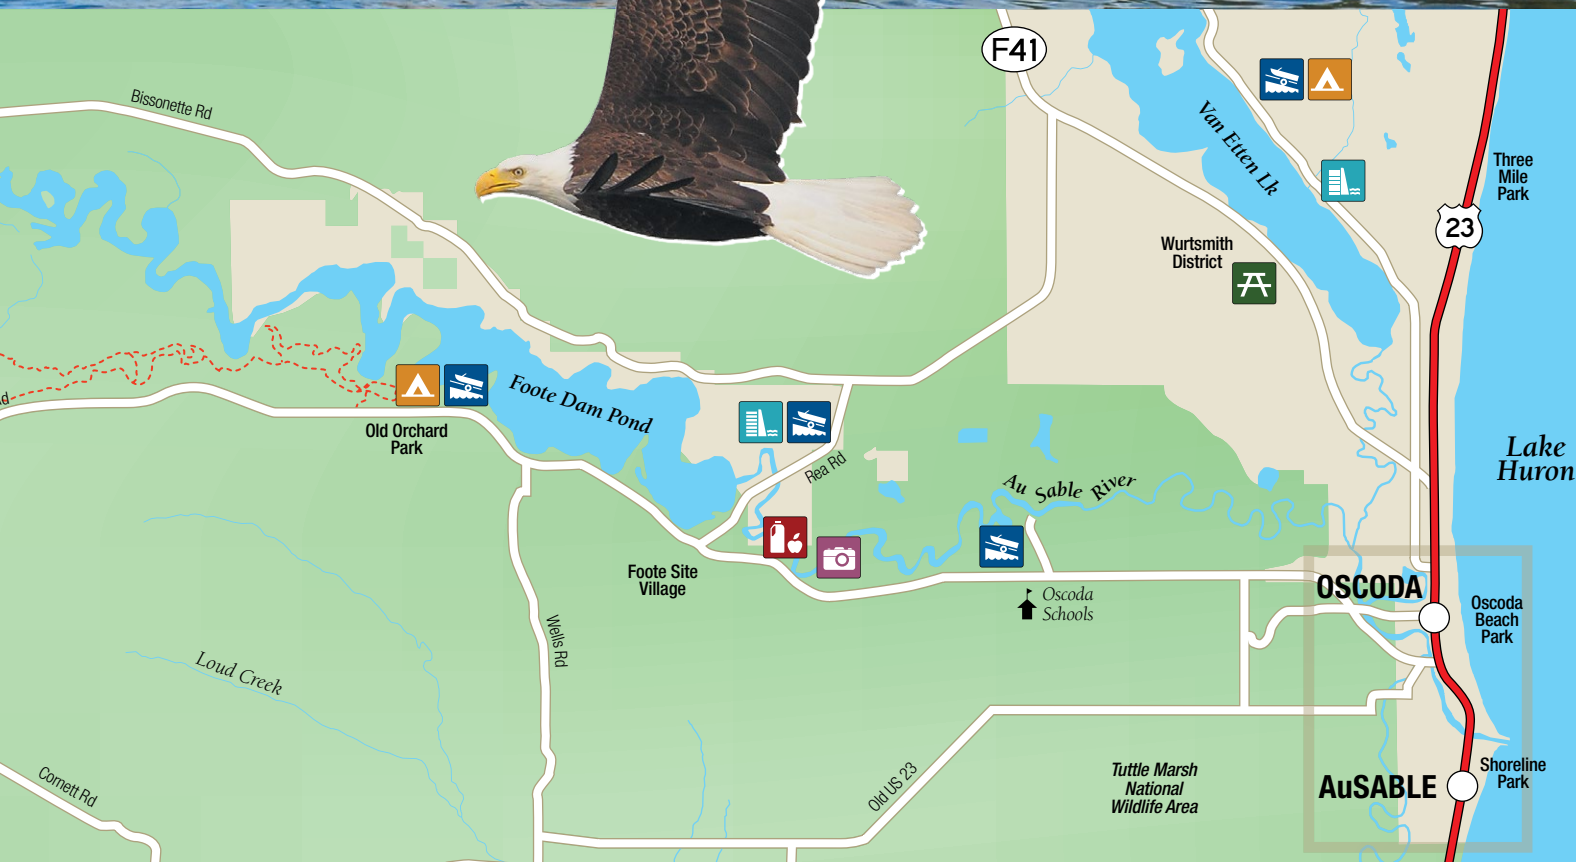 F41
Bissonette Rd
Van Etten Lk
Three
Mile
Park
23
Wurtsmith
District
Foote Dam Pond
Old Orchard
Park
Lake
Huron
Rea Rd
Au Sable River
Foote Site
Village
OSCODA
Oscoda
Beach
Park
Oscoda
Schools
Wells Rd
Loud Creek
Cornett Rd
Old US 23
Tuttle Marsh
National
Wildlife Area
AuSABLE
Shoreline
Park